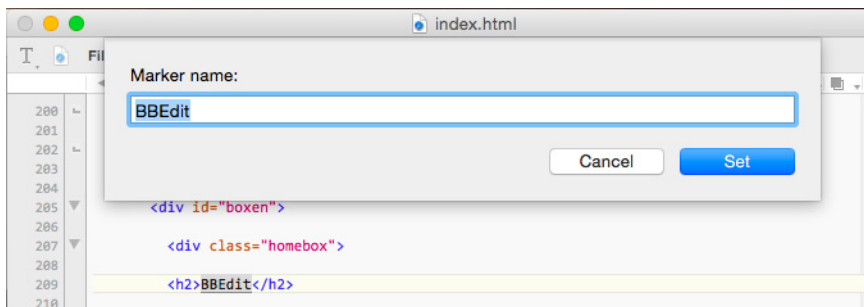 index.html
T
Fil
Marker name:
BBEdit
Cancel
Set
200
201
202
203
204
205 <div id="boxen">
206
207 <div class="homebox">
208
209 <h2>BBEdit</h2>
210